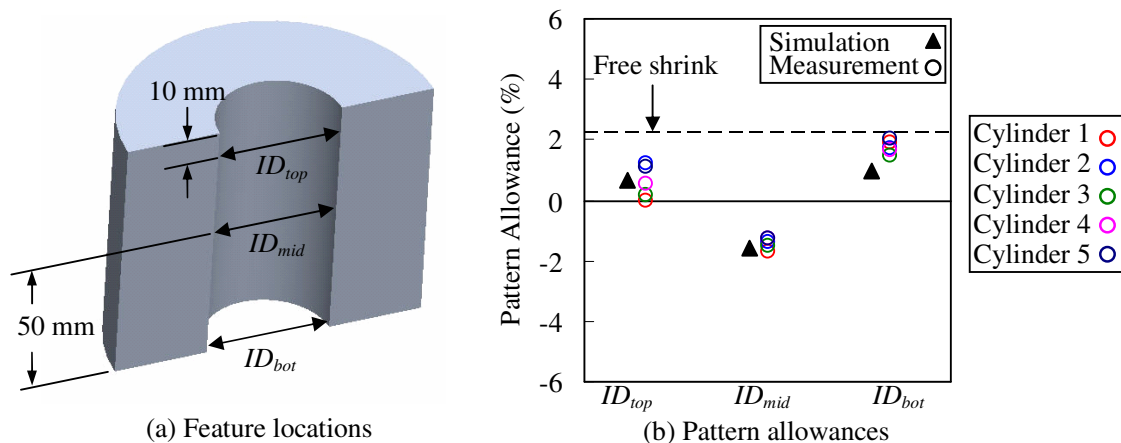 10 mm
ID_top
ID_mid
50 mm
ID_bot
(a) Feature locations
Pattern Allowance (%)
6
4
2
0
-2
-4
-6
Simulation
Measurement
Free shrink
ID_top
ID_mid
ID_bot
Cylinder 1
Cylinder 2
Cylinder 3
Cylinder 4
Cylinder 5
(b) Pattern allowances